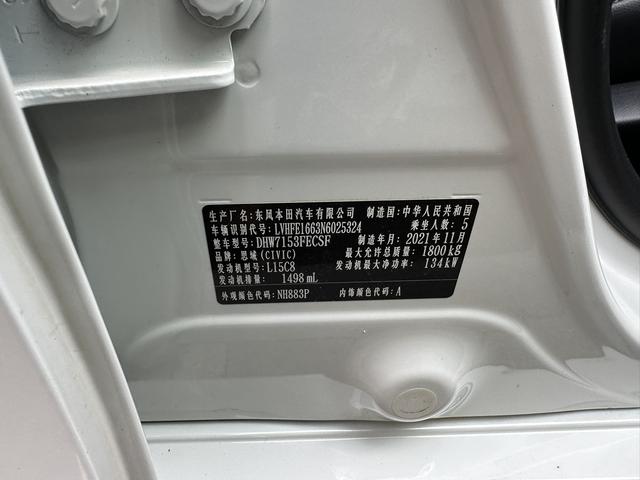 T
生产厂名:东风本田汽车有限公司 制造国:中华人民共和国
车辆识别代号:LVHFE1663N6025324 乘坐人数: 5
整车型号:DHW7153FECSF 制造年月:2021年11月
品牌:思域(CIVIC) 最大允许总质量:1800kg
发动机型号:L15C8 发动机最大净功率:134kW
发动机排量:1498mL
外观颜色代码:NH883P 内饰颜色代码:A